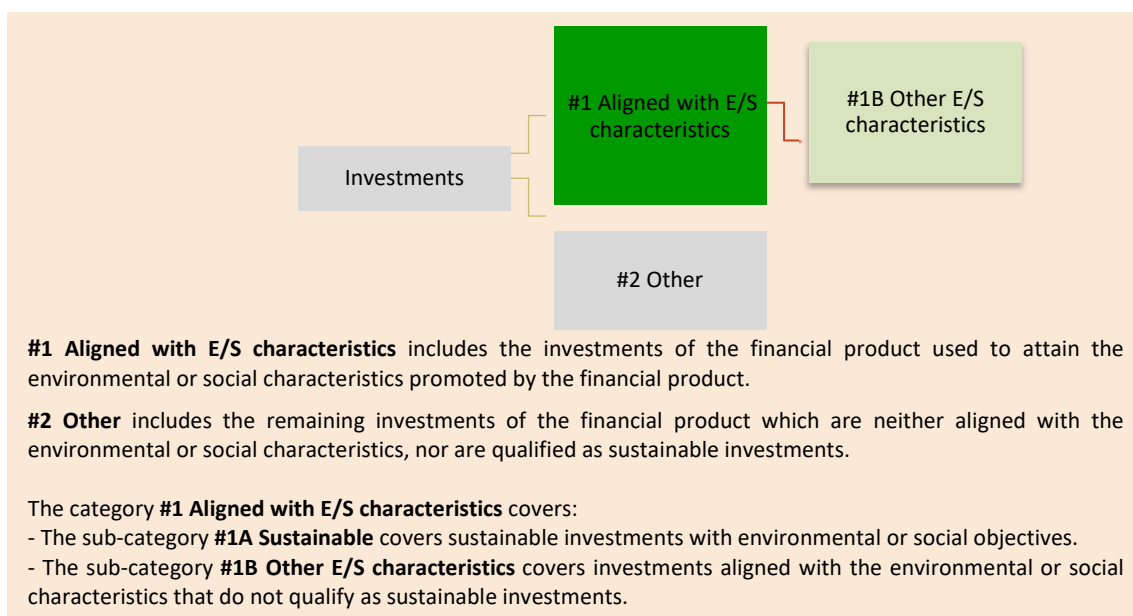 #1 Aligned with E/S
characteristics
#1B Other E/S
characteristics
Investments
#2 Other
#1 Aligned with E/S characteristics includes the investments of the financial product used to attain the
environmental or social characteristics promoted by the financial product.
#2 Other includes the remaining investments of the financial product which are neither aligned with the
environmental or social characteristics, nor are qualified as sustainable investments.
The category #1 Aligned with E/S characteristics covers:
- The sub-category #1A Sustainable covers sustainable investments with environmental or social objectives.
- The sub-category #1B Other E/S characteristics covers investments aligned with the environmental or social
characteristics that do not qualify as sustainable investments.